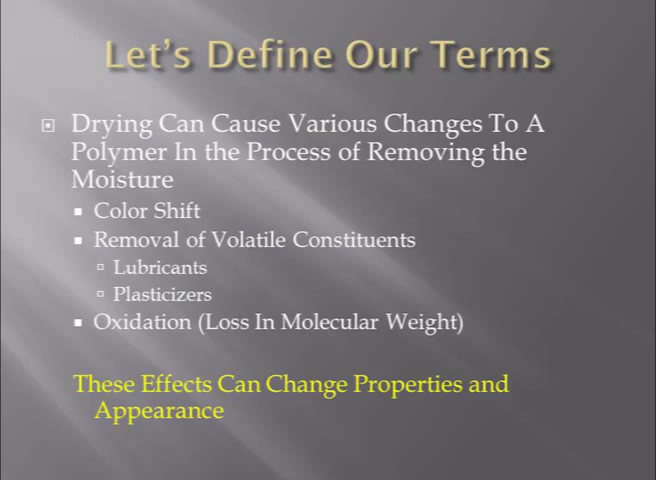 Let's Define Our Terms
Drying Can Cause Various Changes To A
Polymer In the Process of Removing the
Moisture
Color Shift
Removal of Volatile Constituents
Lubricants
Plasticizers
Oxidation (Loss In Molecular Weight)
These Effects Can Change Properties and
Appearance